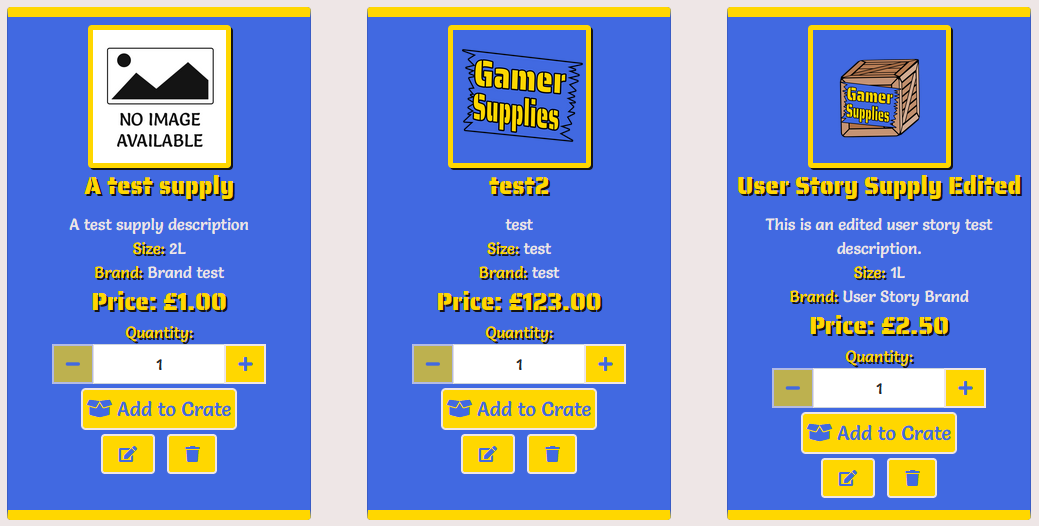 NO IMAGE
AVAILABLE
A test supply
A test supply description
Size: 2L
Brand: Brand test
Price: £1.00
Quantity:
1
Add to Crate
Gamer
Supplies
test2
test
Size: test
Brand: test
Price: £123.00
Quantity:
1
Add to Crate
Gamer
Supplies
User Story Supply Edited
This is an edited user story test
description.
Size: 1L
Brand: User Story Brand
Price: £2.50
Quantity:
1
Add to Crate